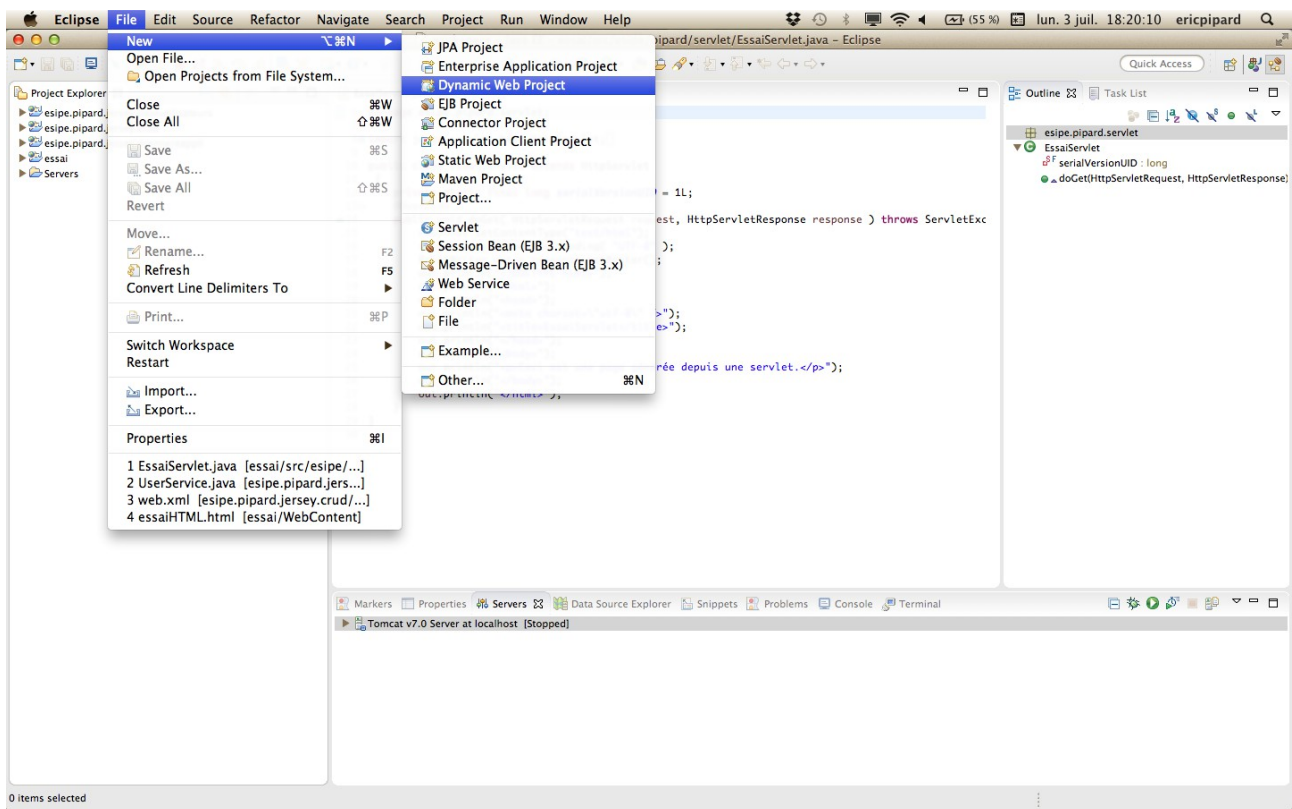 Eclipse File Edit Source Refactor Navigate Search Project Run Window Help (55 %) lun. 3 juil. 18:20:10 ericpipard
ipard/servlet/EssaiServlet.java – Eclipse
Quick Access
Project Explorer
esipe.pipard.j
esipe.pipard.j
esipe.pipard.j
essai
Servers
New ⌥⌘N
Open File...
Open Projects from File System...
Close ⌘W
Close All ⇧⌘W
Save ⌘S
Save As...
Save All ⇧⌘S
Revert
Move...
Rename... F2
Refresh F5
Convert Line Delimiters To
Print... ⌘P
Switch Workspace
Restart
Import...
Export...
Properties ⌘I
1 EssaiServlet.java [essai/src/esipe/...]
2 UserService.java [esipe.pipard.jers...]
3 web.xml [esipe.pipard.jersey.crud/...]
4 essaiHTML.html [essai/WebContent]
JPA Project
Enterprise Application Project
Dynamic Web Project
EJB Project
Connector Project
Application Client Project
Static Web Project
Maven Project
Project...
Servlet
Session Bean (EJB 3.x)
Message-Driven Bean (EJB 3.x)
Web Service
Folder
File
Example...
Other... ⌘N
= 1L;
est, HttpServletResponse response ) throws ServletExc
);
;
>");
e>");
rée depuis une servlet.</p>");
out.println("</html>");
Outline Task List
esipe.pipard.servlet
EssaiServlet
serialVersionUID : long
doGet(HttpServletRequest, HttpServletResponse)
Markers Properties Servers Data Source Explorer Snippets Problems Console Terminal
Tomcat v7.0 Server at localhost [Stopped]
0 items selected